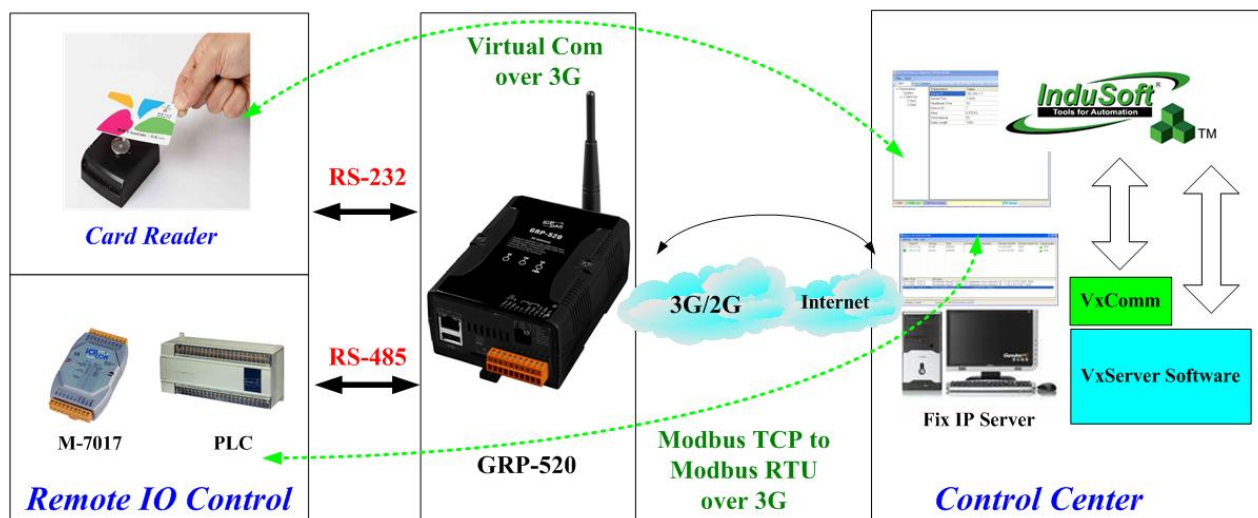 Virtual Com
over 3G
InduSoft
Tools for Automation
TM
RS-232
Card Reader
GRP-520
3G/2G
Internet
VxComm
RS-485
VxServer Software
M-7017
PLC
Fix IP Server
GRP-520
Modbus TCP to
Modbus RTU
over 3G
Remote IO Control
Control Center